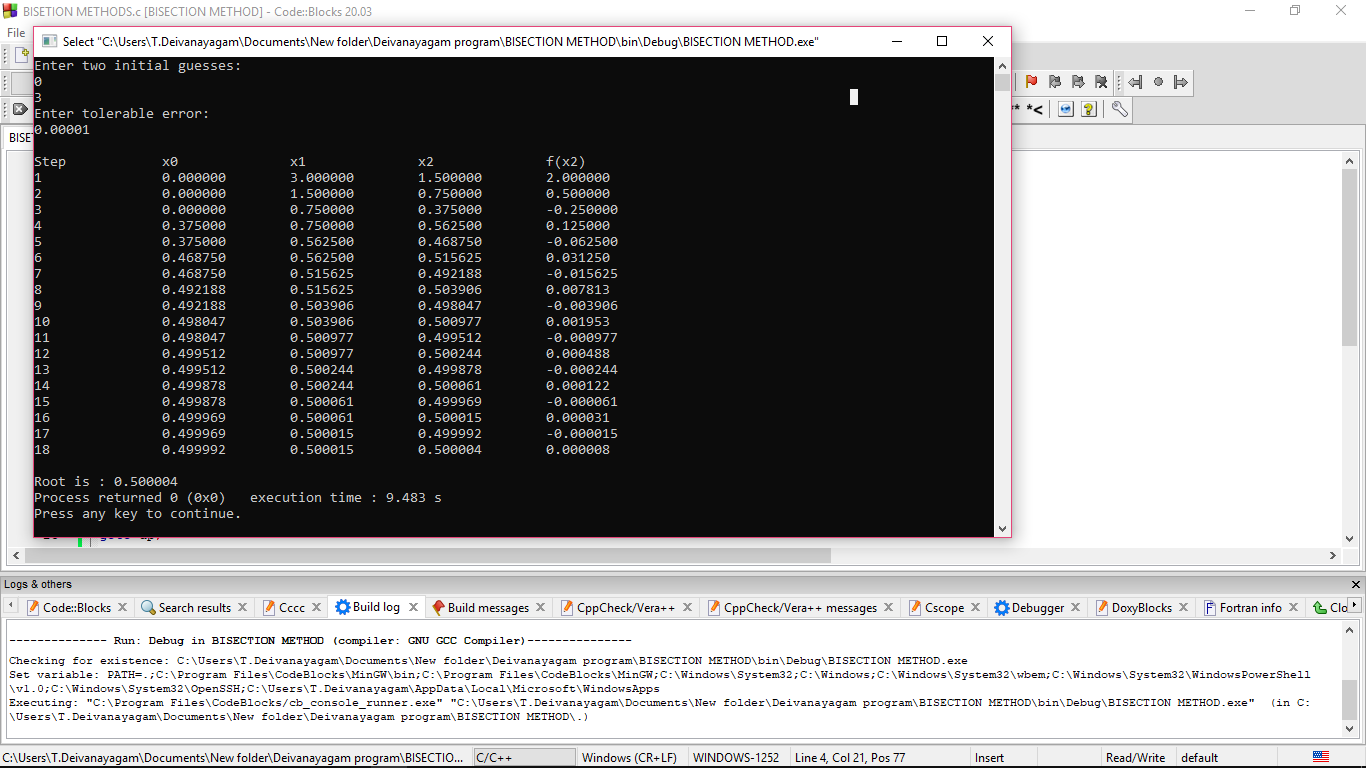 BISETION METHODS.c [BISECTION METHOD] - Code::Blocks 20.03
File
Select "C:\Users\T.Deivanayagam\Documents\New folder\Deivanayagam program\BISECTION METHOD\bin\Debug\BISECTION METHOD.exe"
Enter two initial guesses:
0
3
Enter tolerable error:
0.00001
Step x0 x1 x2 f(x2)
1 0.000000 3.000000 1.500000 2.000000
2 0.000000 1.500000 0.750000 0.500000
3 0.000000 0.750000 0.375000 -0.250000
4 0.375000 0.750000 0.562500 0.125000
5 0.375000 0.562500 0.468750 -0.062500
6 0.468750 0.562500 0.515625 0.031250
7 0.468750 0.515625 0.492188 -0.015625
8 0.492188 0.515625 0.503906 0.007813
9 0.492188 0.503906 0.498047 -0.003906
10 0.498047 0.503906 0.500977 0.001953
11 0.498047 0.500977 0.499512 -0.000977
12 0.499512 0.500977 0.500244 0.000488
13 0.499512 0.500244 0.499878 -0.000244
14 0.499878 0.500244 0.500061 0.000122
15 0.499878 0.500061 0.499969 -0.000061
16 0.499969 0.500061 0.500015 0.000031
17 0.499969 0.500015 0.499992 -0.000015
18 0.499992 0.500015 0.500004 0.000008
Root is : 0.500004
Process returned 0 (0x0) execution time : 9.483 s
Press any key to continue.
BISE
Logs & others
Code::Blocks Search results Cccc Build log Build messages CppCheck/Vera++ CppCheck/Vera++ messages Cscope Debugger DoxyBlocks Fortran info Clo
-------------- Run: Debug in BISECTION METHOD (compiler: GNU GCC Compiler)---------------
Checking for existence: C:\Users\T.Deivanayagam\Documents\New folder\Deivanayagam program\BISECTION METHOD\bin\Debug\BISECTION METHOD.exe
Set variable: PATH=.;C:\Program Files\CodeBlocks\MinGW\bin;C:\Program Files\CodeBlocks\MinGW;C:\Windows\System32;C:\Windows;C:\Windows\System32\wbem;C:\Windows\System32\WindowsPowerShell
\v1.0;C:\Windows\System32\OpenSSH;C:\Users\T.Deivanayagam\AppData\Local\Microsoft\WindowsApps
Executing: "C:\Program Files\CodeBlocks/cb_console_runner.exe" "C:\Users\T.Deivanayagam\Documents\New folder\Deivanayagam program\BISECTION METHOD\bin\Debug\BISECTION METHOD.exe" (in C:
\Users\T.Deivanayagam\Documents\New folder\Deivanayagam program\BISECTION METHOD\.)
C:\Users\T.Deivanayagam\Documents\New folder\Deivanayagam program\BISECTIO... C/C++ Windows (CR+LF) WINDOWS-1252 Line 4, Col 21, Pos 77 Insert Read/Write default